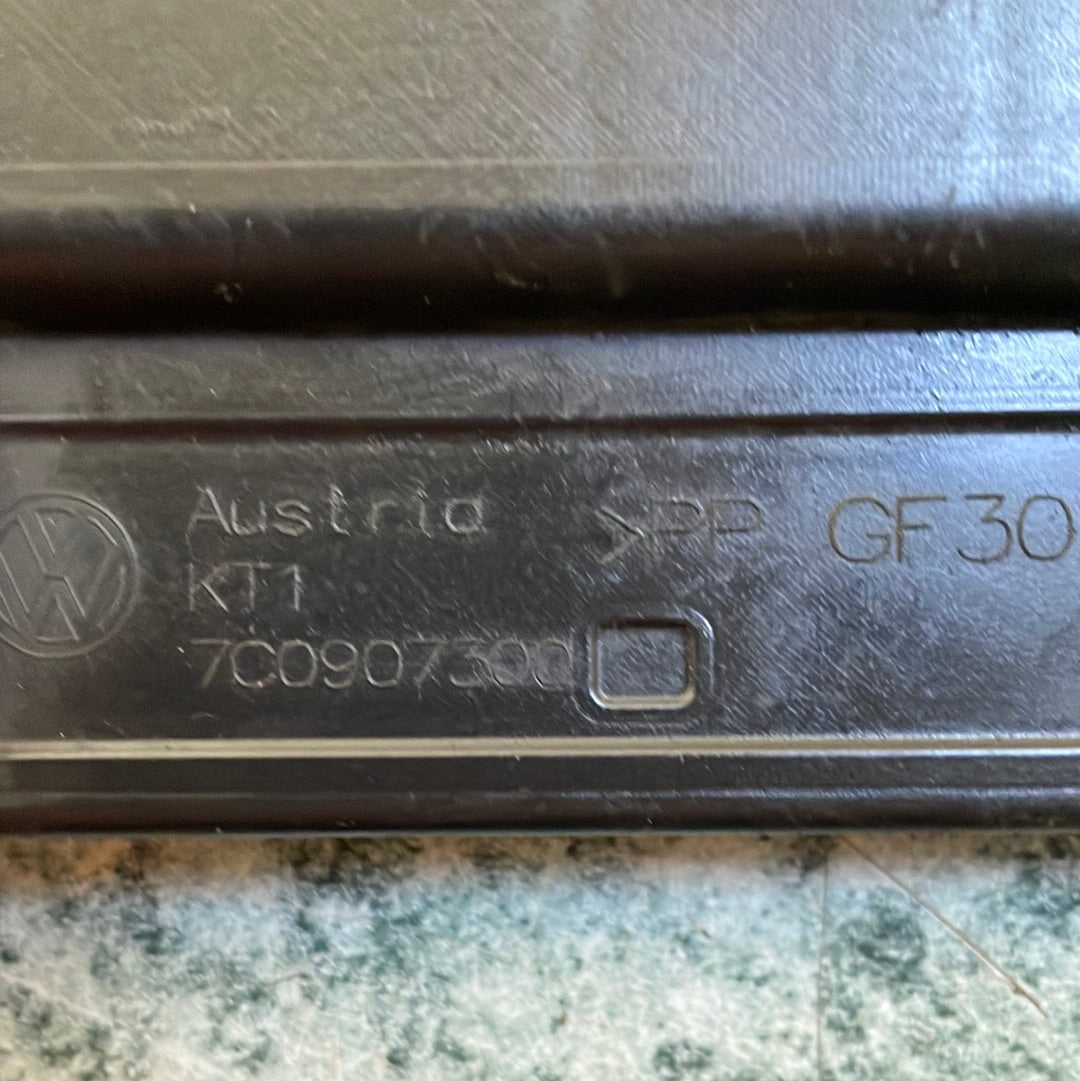 Austria
>PP GF30
KT1
7C0907300